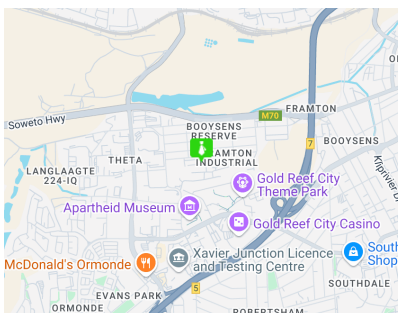 FRAMTON
M70
Soweto Hwy
BOOYSENS
RESERVE
7
BOOYSENS
AMTON
INDUSTRIAL
THETA
LANGLAAGTE
224-IQ
Gold Reef City
Theme Park
Apartheid Museum
Gold Reef City Casino
Xavier Junction Licence
and Testing Centre
McDonald's Ormonde
South
Shop
SOUTHDALE
5
EVANS PARK
ORMONDE
ROBERTSHAM